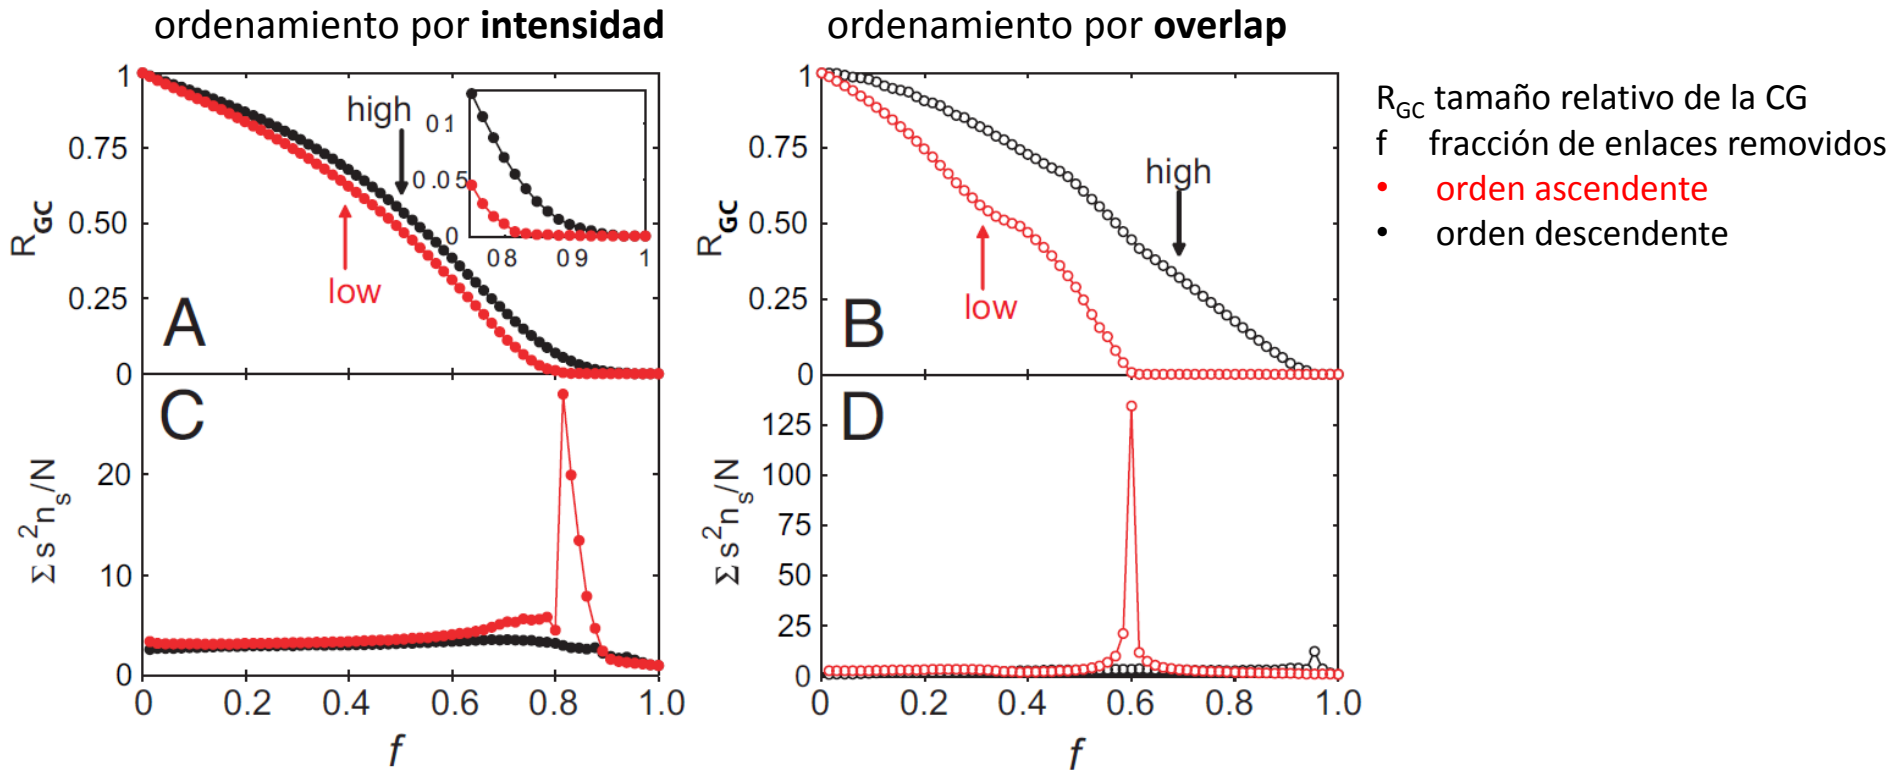 ordenamiento por intensidad
ordenamiento por overlap
1
0.75
0.50
0.25
0
R_GC
high
low
A
0 1
0.05
0
0 8
0 9
1
1
0.75
0.50
0.25
0
R_GC
high
low
B
R_GC tamaño relativo de la CG
f fracción de enlaces removidos
• orden ascendente
• orden descendente
C
20
10
0
Σ s²n_s/N
0 0.2 0.4 0.6 0.8 1.0
f
D
125
100
75
50
25
0
Σ s²n_s/N
0 0.2 0.4 0.6 0.8 1.0
f